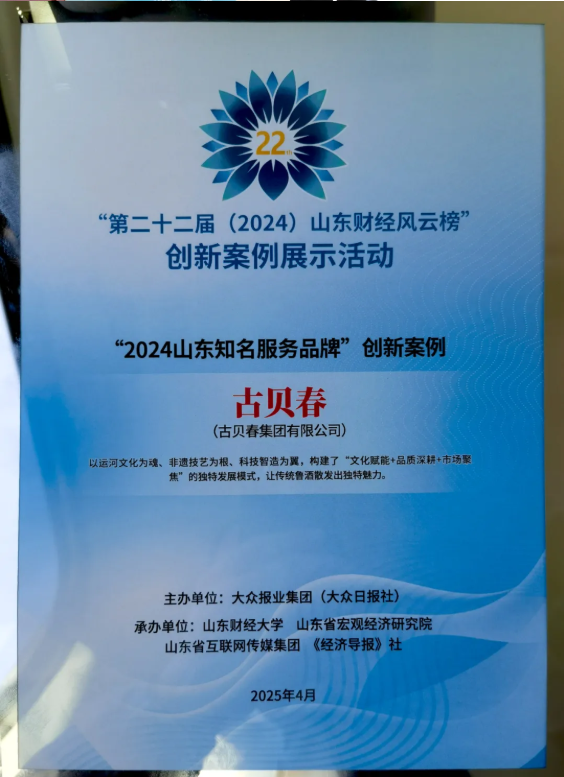 22th
“第二十二届（2024）山东财经风云榜”
创新案例展示活动
“2024山东知名服务品牌”创新案例
古贝春
（古贝春集团有限公司）
以运河文化为魂、非遗技艺为根、科技智造为翼，构建了“文化赋能+品质深耕+市场聚
焦”的独特发展模式，让传统鲁酒散发出独特魅力。
主办单位：大众报业集团（大众日报社）
承办单位：山东财经大学 山东省宏观经济研究院
山东省互联网传媒集团 《经济导报》社
2025年4月